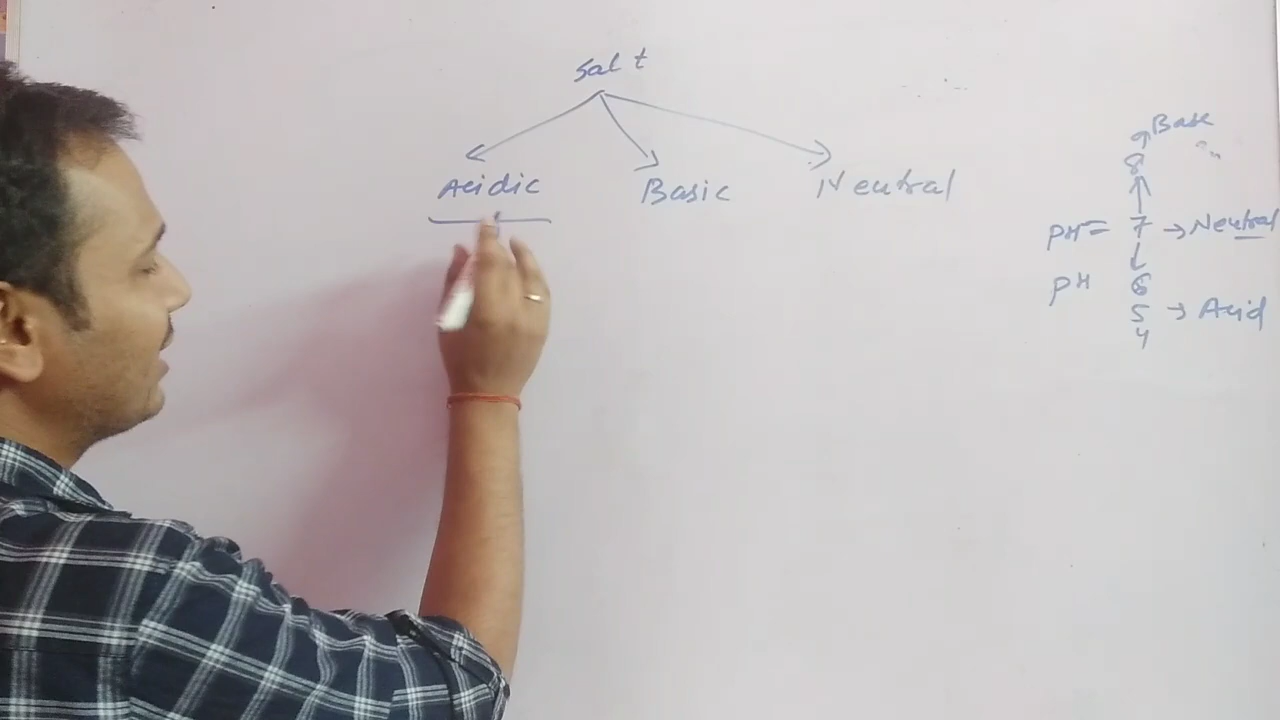 Salt
Acidic Basic Neutral
9 Base
8
PH = 7 → Neutral
PH 6
5 → Acid
4